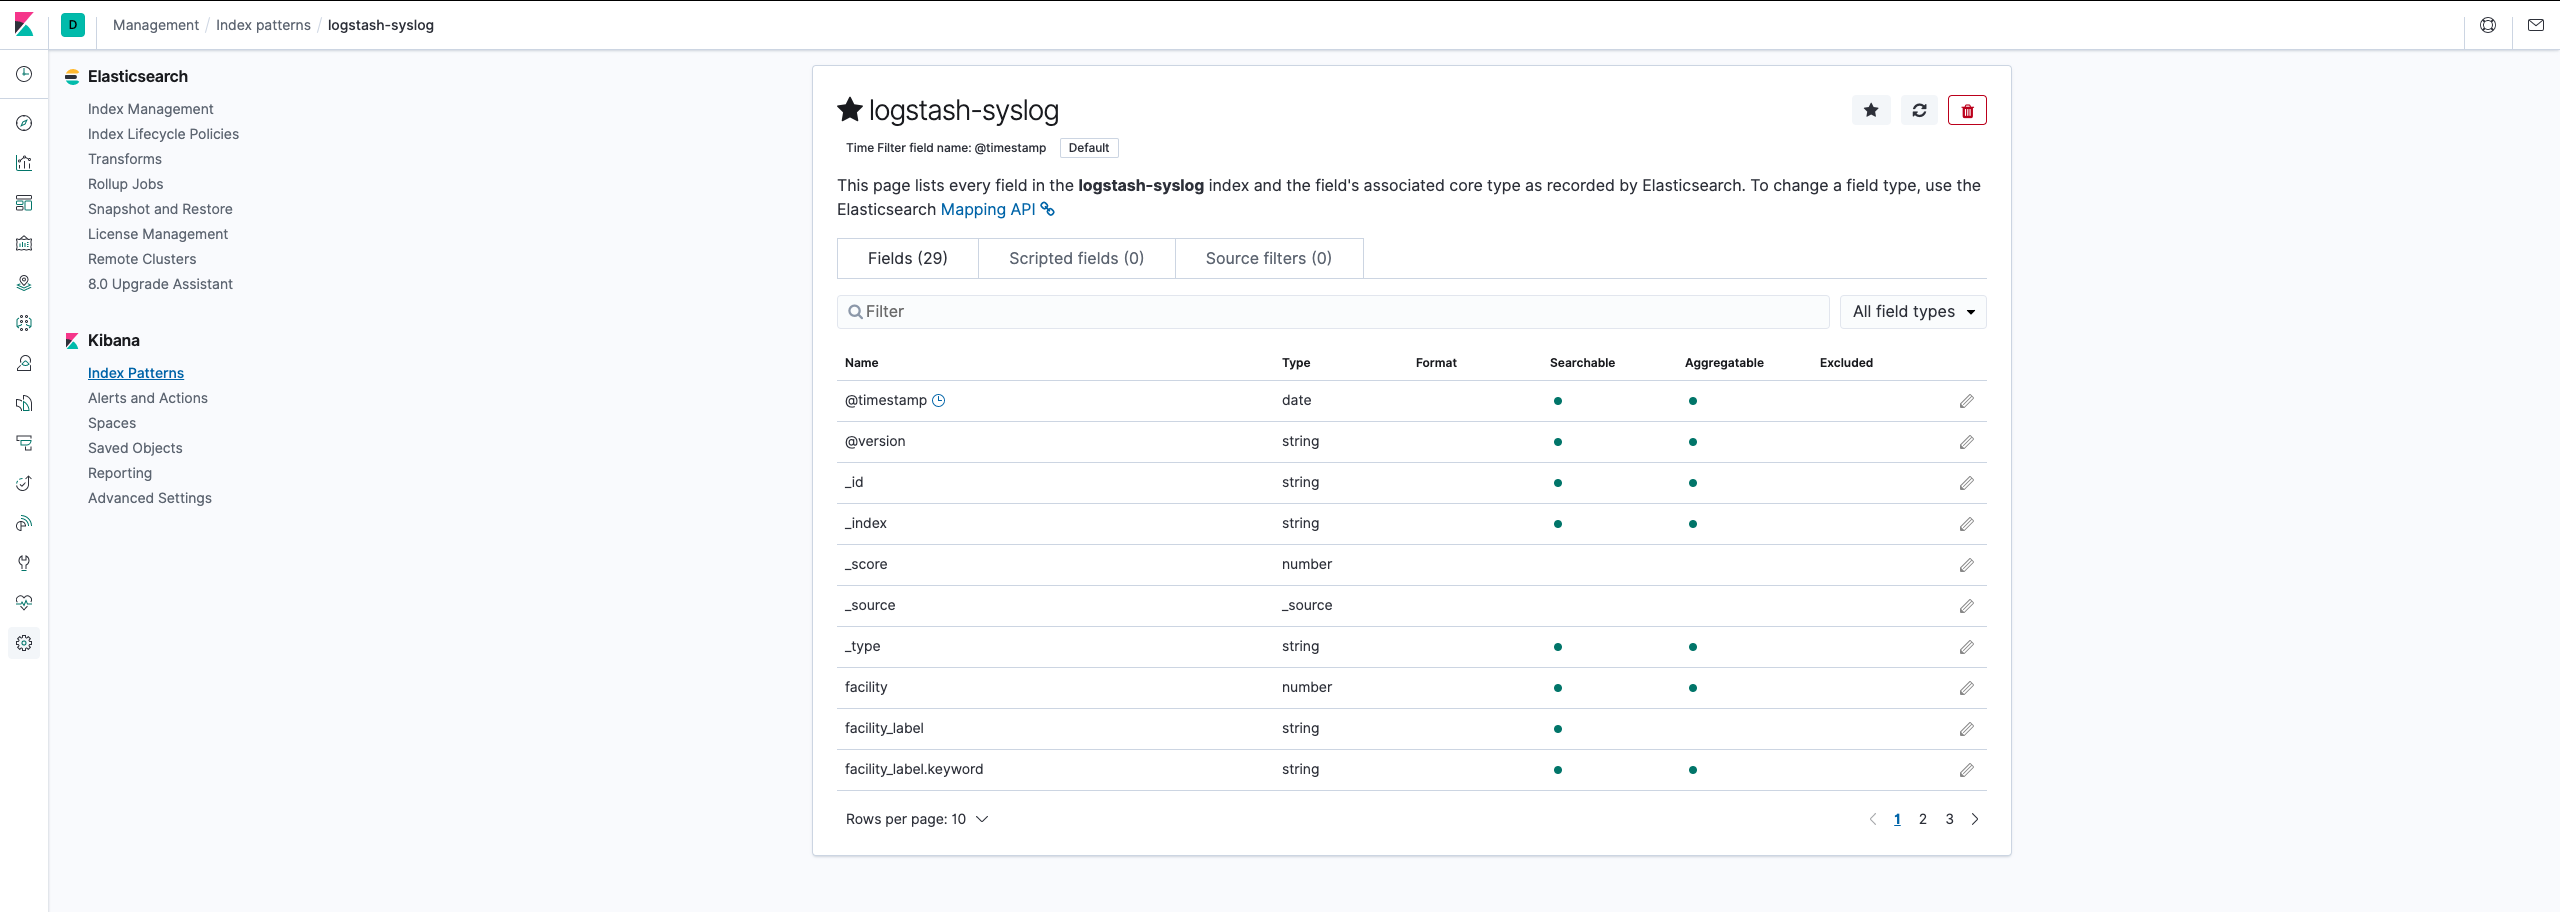 D Management / Index patterns / logstash-syslog
Elasticsearch
Index Management
Index Lifecycle Policies
Transforms
Rollup Jobs
Snapshot and Restore
License Management
Remote Clusters
8.0 Upgrade Assistant
Kibana
Index Patterns
Alerts and Actions
Spaces
Saved Objects
Reporting
Advanced Settings
logstash-syslog
Time Filter field name: @timestamp Default
This page lists every field in the logstash-syslog index and the field's associated core type as recorded by Elasticsearch. To change a field type, use the
Elasticsearch Mapping API
Fields (29) Scripted fields (0) Source filters (0)
Filter All field types
Name Type Format Searchable Aggregatable Excluded
@timestamp date
@version string
_id string
_index string
_score number
_source _source
_type string
facility number
facility_label string
facility_label.keyword string
Rows per page: 10 1 2 3